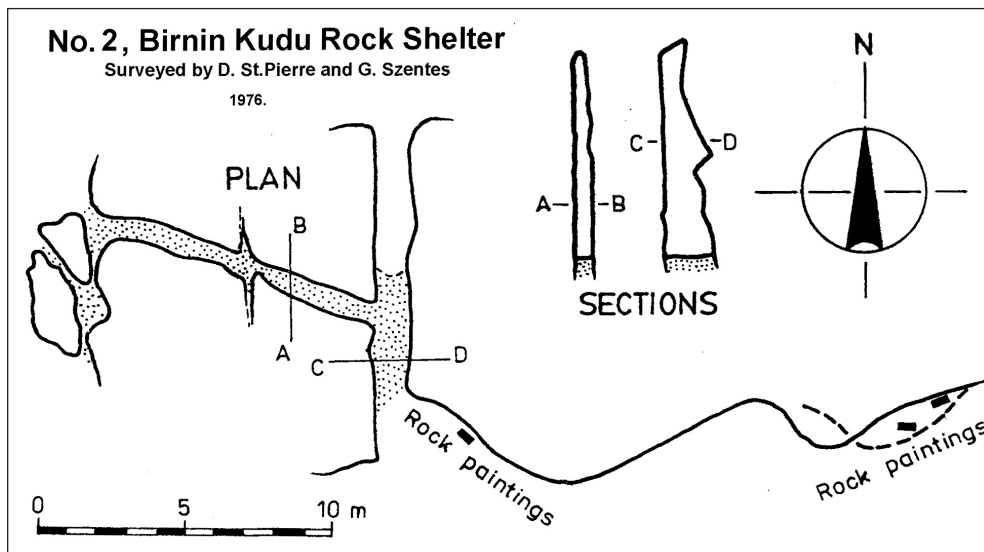 No. 2, Birnin Kudu Rock Shelter
Surveyed by D. St.Pierre and G. Szentes
1976.
PLAN
B
A
C
D
A
B
C
D
SECTIONS
N
Rock paintings
Rock paintings
0
5
10 m